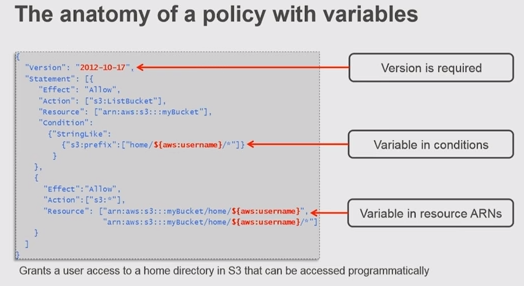 The anatomy of a policy with variables
{
"Version": "2012-10-17",
"Statement": [{
"Effect": "Allow",
"Action": ["s3:ListBucket"],
"Resource": ["arn:aws:s3:::myBucket"],
"Condition":
{"StringLike":
{"s3:prefix":["home/${aws:username}/*"]}
}
},
{
"Effect":"Allow",
"Action":["s3:*"],
"Resource": ["arn:aws:s3:::myBucket/home/${aws:username}",
"arn:aws:s3:::myBucket/home/${aws:username}/*"]
}
]
}
Version is required
Variable in conditions
Variable in resource ARNs
Grants a user access to a home directory in S3 that can be accessed programmatically